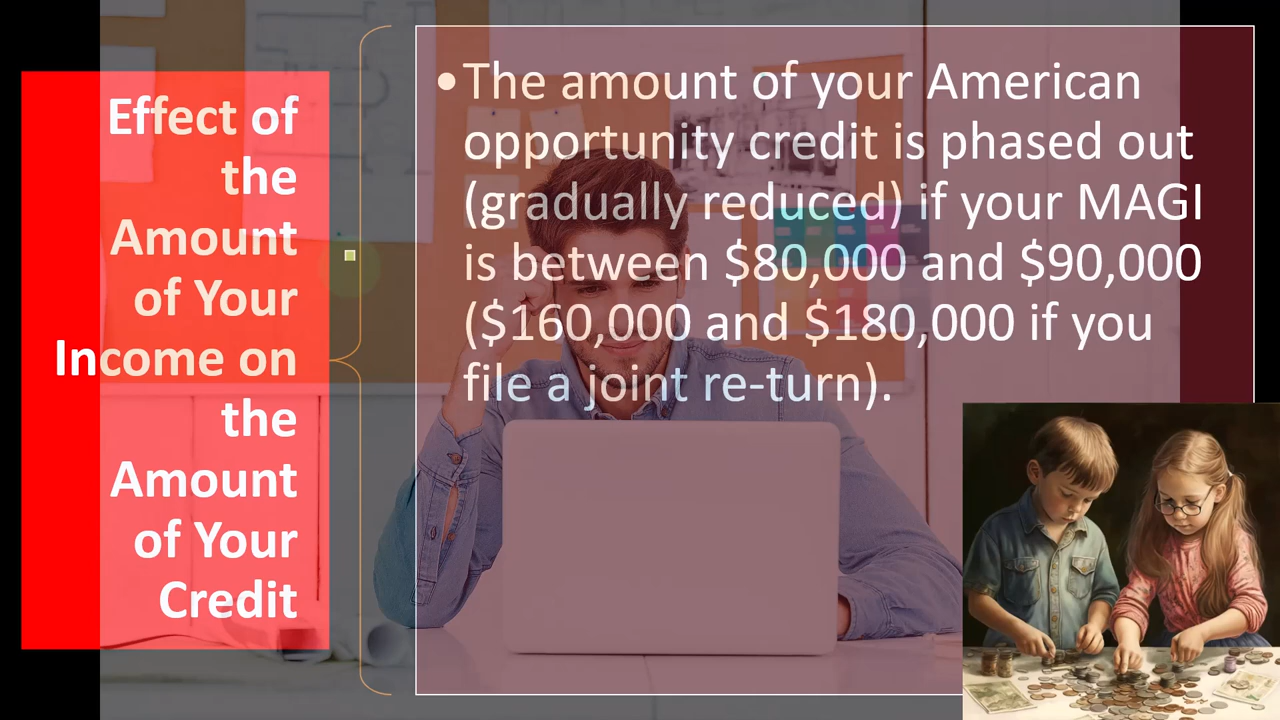 Effect of
the
Amount
of Your
Income on
the
Amount
of Your
Credit
•The amount of your American
opportunity credit is phased out
(gradually reduced) if your MAGI
is between $80,000 and $90,000
($160,000 and $180,000 if you
file a joint re-turn).